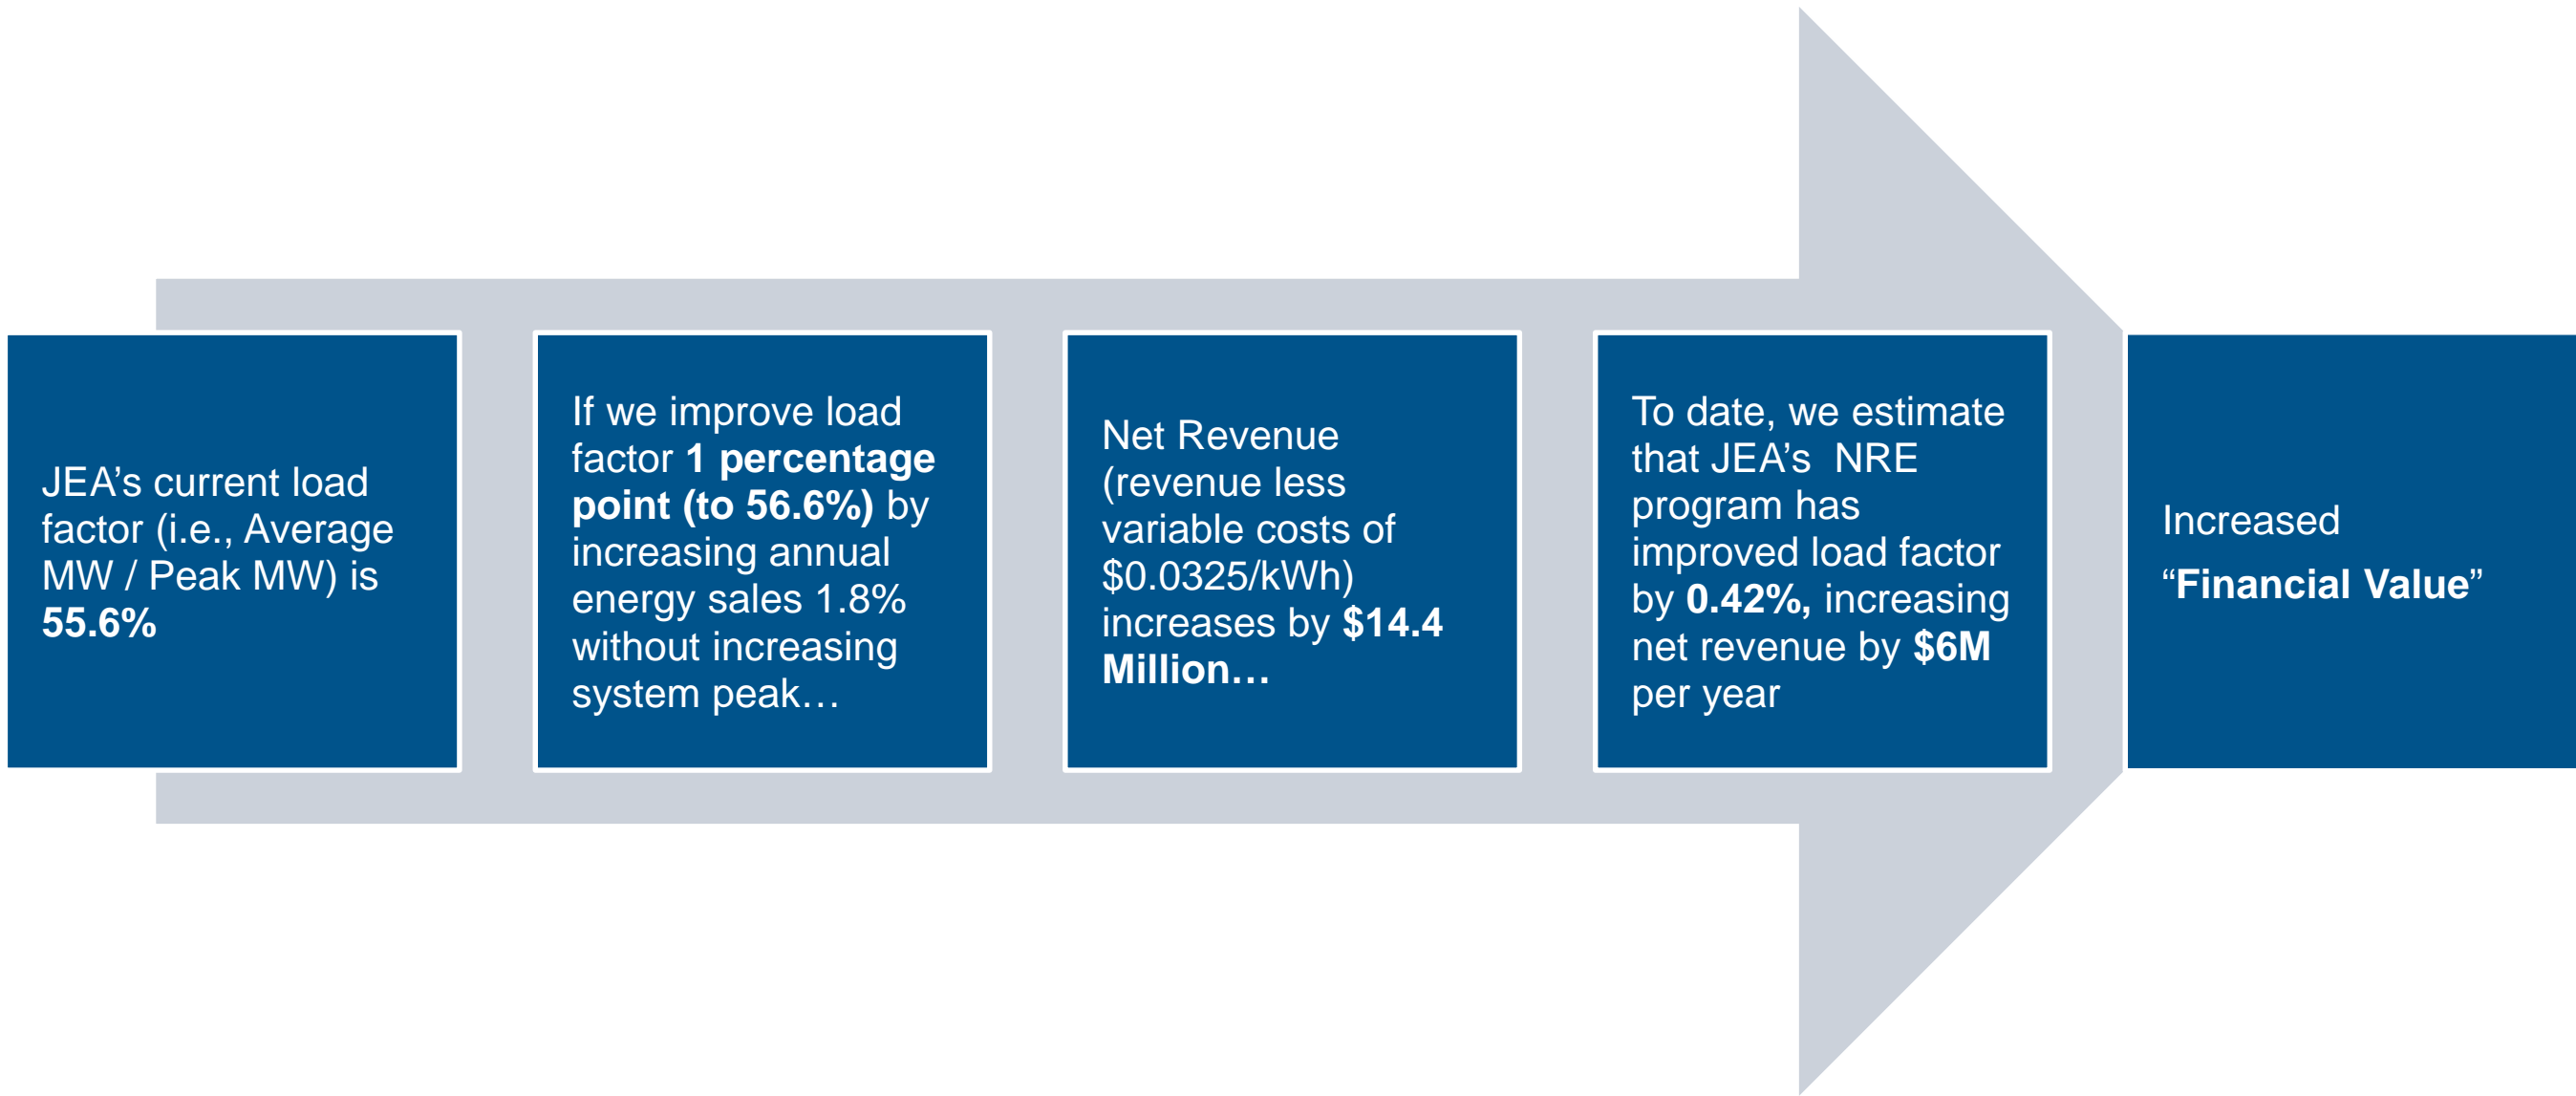 JEA’s current load
factor (i.e., Average
MW / Peak MW) is
55.6%
If we improve load
factor 1 percentage
point (to 56.6%) by
increasing annual
energy sales 1.8%
without increasing
system peak…
Net Revenue
(revenue less
variable costs of
$0.0325/kWh)
increases by $14.4
Million…
To date, we estimate
that JEA’s  NRE
program has
improved load factor
by 0.42%, increasing
net revenue by $6M
per year
Increased
“Financial Value”